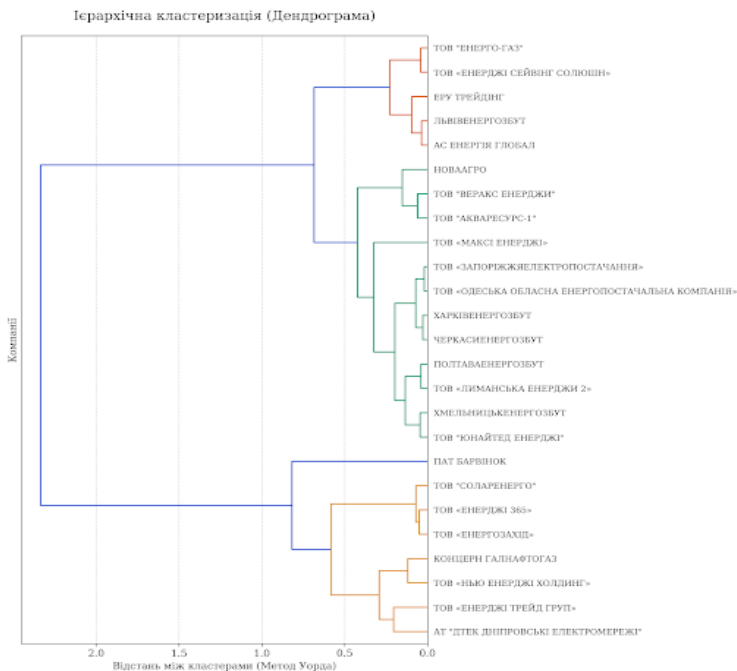 Ієрархічна кластеризація (Дендрограма)
ТОВ "ЕНЕРГО-ГАЗ"
ТОВ «ЕНЕРДЖІ СЕЙВІНГ СОЛЮШН»
ЕРУ ТРЕЙДІНГ
ЛЬВІВЕНЕРГОЗБУТ
АС ЕНЕРГІЯ ГЛОБАЛ
НОВААГРО
ТОВ "ВЕРАКС ЕНЕРДЖИ"
ТОВ "АКВАРЕСУРС-1"
ТОВ «МАКСІ ЕНЕРДЖІ»
ТОВ «ЗАПОРІЖЖЯЕЛЕКТРОПОСТАЧАННЯ»
ТОВ «ОДЕСЬКА ОБЛАСНА ЕНЕРГОПОСТАЧАЛЬНА КОМПАНІЯ»
ХАРКІВЕНЕРГОЗБУТ
ЧЕРКАСИЕНЕРГОЗБУТ
ПОЛТАВАЕНЕРГОЗБУТ
ТОВ «ЛИМАНСЬКА ЕНЕРДЖИ 2»
ХМЕЛЬНИЦЬКЕНЕРГОЗБУТ
ТОВ "ЮНАЙТЕД ЕНЕРДЖІ"
ПАТ БАРВІНОК
ТОВ "СОЛАРЕНЕРГО"
ТОВ «ЕНЕРДЖІ 365»
ТОВ «ЕНЕРГОЗАХІД»
КОНЦЕРН ГАЛНАФТОГАЗ
ТОВ «НЬЮ ЕНЕРДЖІ ХОЛДИНГ»
ТОВ «ЕНЕРДЖІ ТРЕЙД ГРУП»
АТ "ДТЕК ДНІПРОВСЬКІ ЕЛЕКТРОМЕРЕЖІ"
Компанії
2.0 1.5 1.0 0.5 0.0
Відстань між кластерами (Метод Уорда)